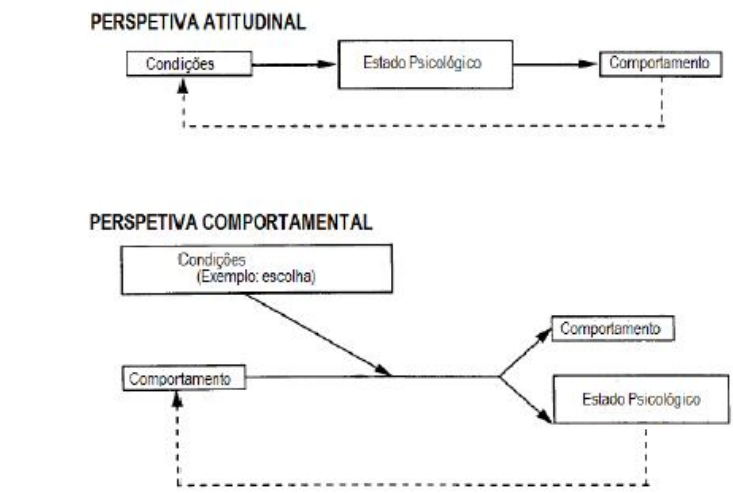 PERSPETIVA ATITUDINAL
Condições
Estado Psicológico
Comportamento
PERSPETIVA COMPORTAMENTAL
Condições
(Exemplo: escolha)
Comportamento
Comportamento
Estado Psicológico